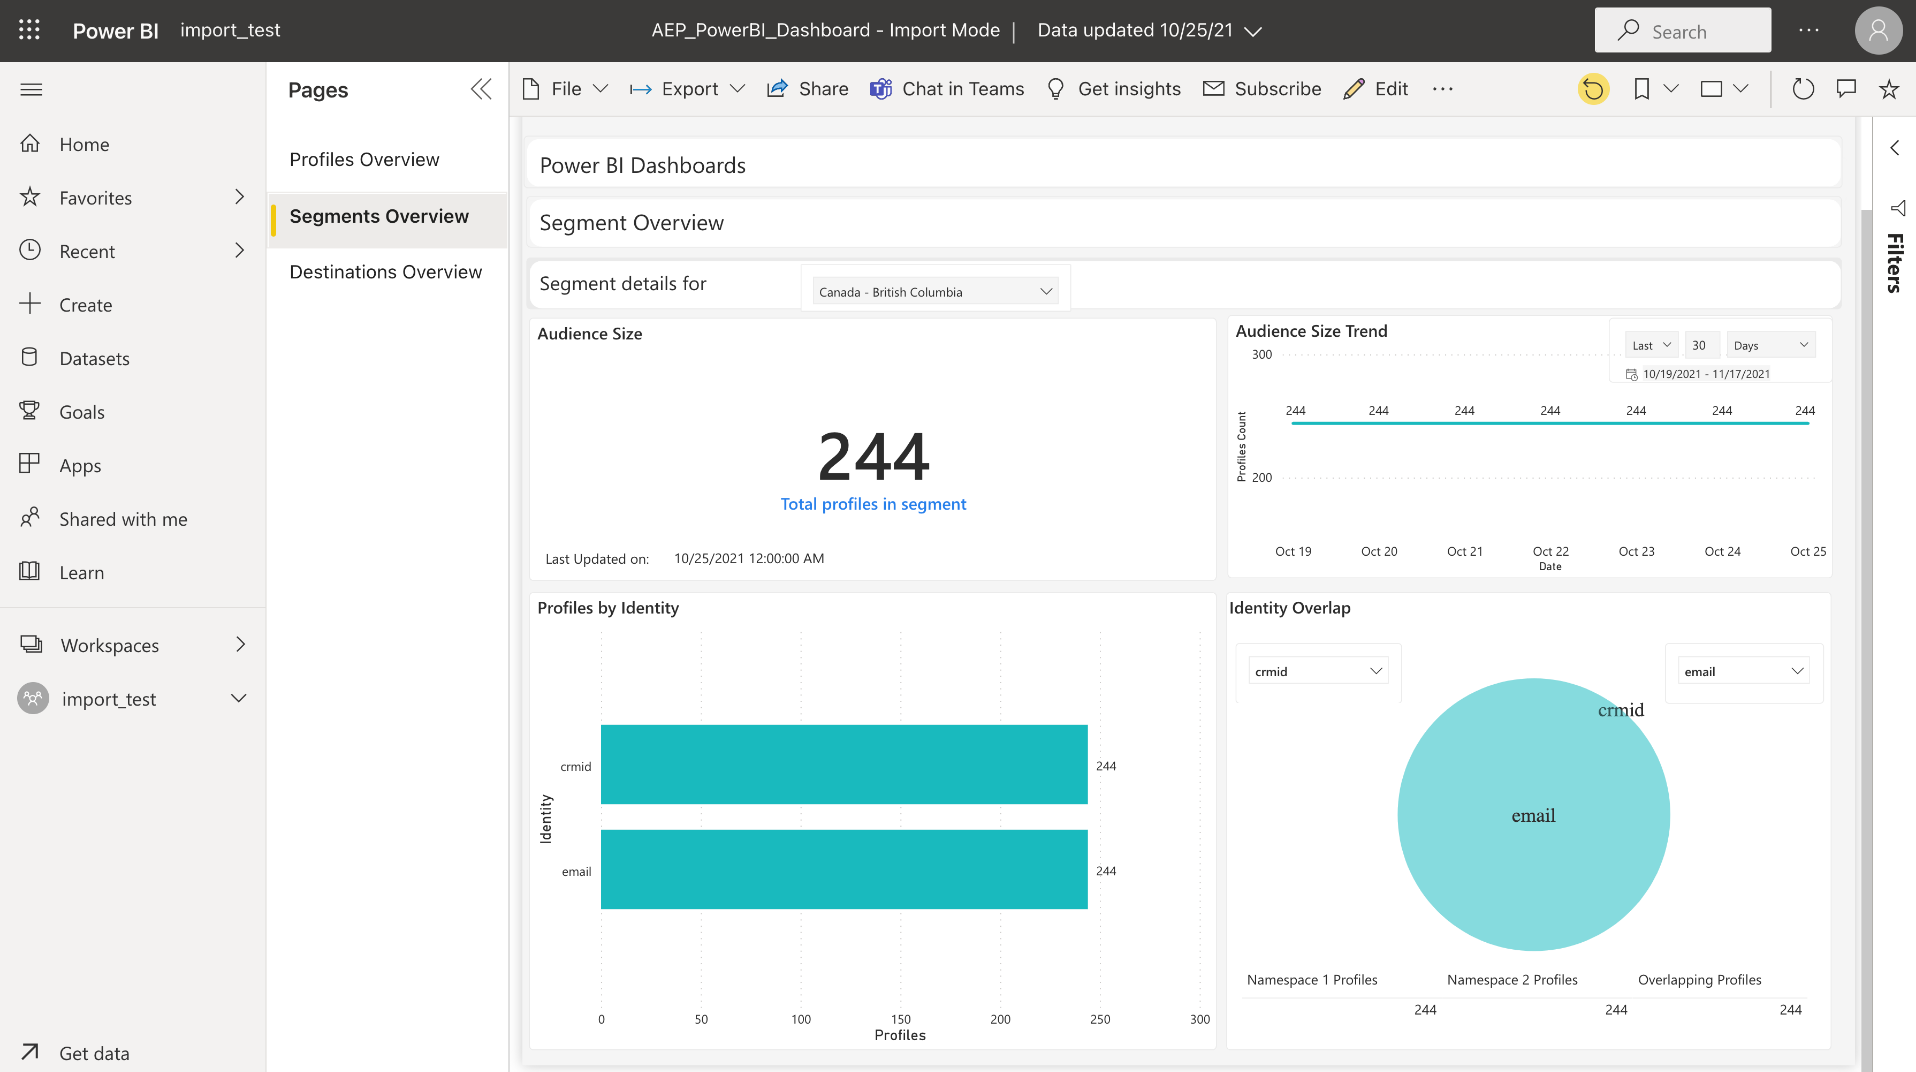 Power BI import_test AEP_PowerBI_Dashboard - Import Mode | Data updated 10/25/21 Search ...
Pages
File Export Share Chat in Teams Get insights Subscribe Edit ...
Home
Favorites
Recent
Create
Datasets
Goals
Apps
Shared with me
Learn
Workspaces
import_test
Get data
Profiles Overview
Segments Overview
Destinations Overview
Power BI Dashboards
Segment Overview
Segment details for Canada - British Columbia
Audience Size
244
Total profiles in segment
Last Updated on: 10/25/2021 12:00:00 AM
Audience Size Trend
Last 30 Days
10/19/2021 - 11/17/2021
300
244 244 244 244 244 244 244
Profiles Count
200
Oct 19 Oct 20 Oct 21 Oct 22 Oct 23 Oct 24 Oct 25
Date
Profiles by Identity
crmid 244
Identity
email 244
0 50 100 150 200 250 300
Profiles
Identity Overlap
crmid email
crmid
email
Namespace 1 Profiles Namespace 2 Profiles Overlapping Profiles
244 244 244
Filters